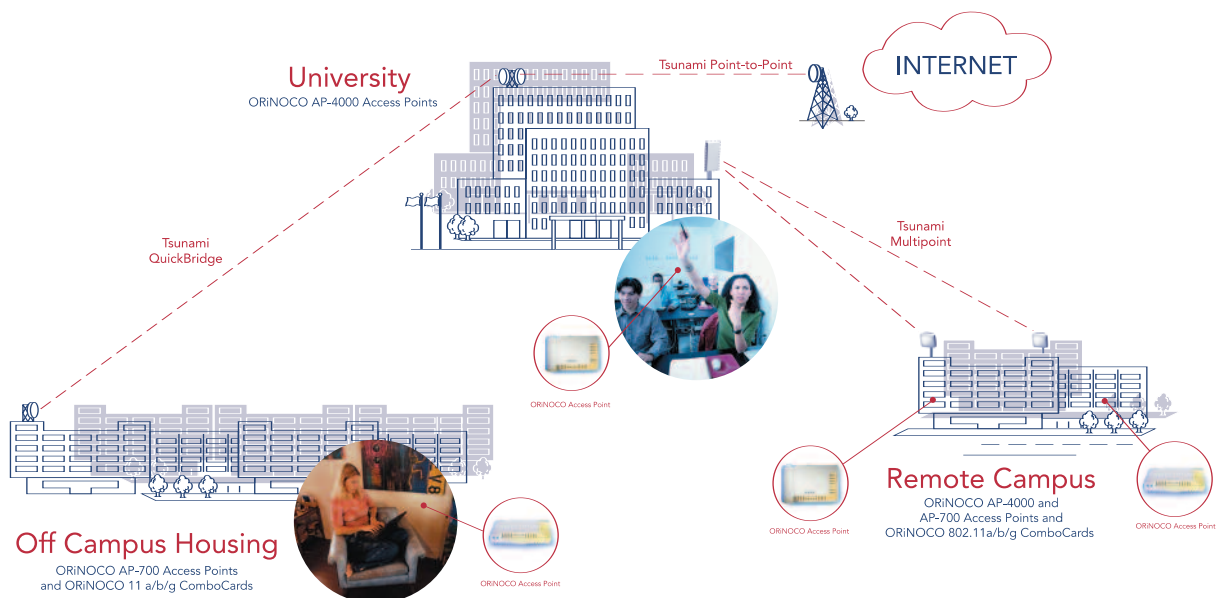 University
ORiNOCO AP-4000 Access Points
Tsunami Point-to-Point
INTERNET
Tsunami
QuickBridge
Tsunami
Multipoint
ORiNOCO Access Point
V8
Off Campus Housing
ORiNOCO AP-700 Access Points
and ORiNOCO 11 a/b/g ComboCards
ORiNOCO Access Point
ORiNOCO Access Point
Remote Campus
ORiNOCO AP-4000 and
AP-700 Access Points and
ORiNOCO 802.11a/b/g ComboCards
ORiNOCO Access Point